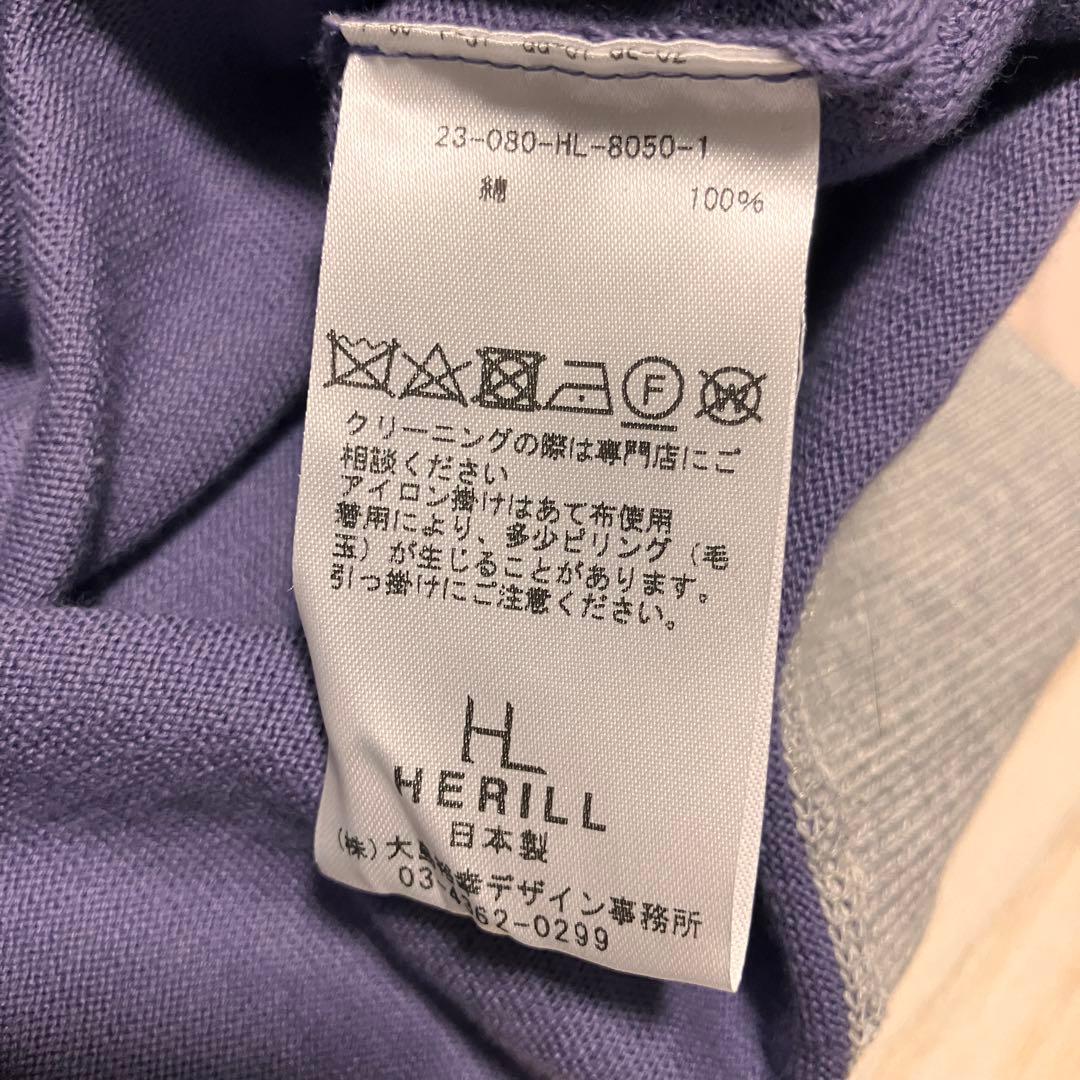 23-080-HL-8050-1
綿 100%
F W
クリーニングの際は専門店にご
相談ください
アイロン掛けはあて布使用
着用により、多少ピリング（毛
玉）が生じることがあります。
引っ掛けにご注意ください。
HL
HERILL
日本製
(株)大 幸デザイン事務所
03-4 62-0299